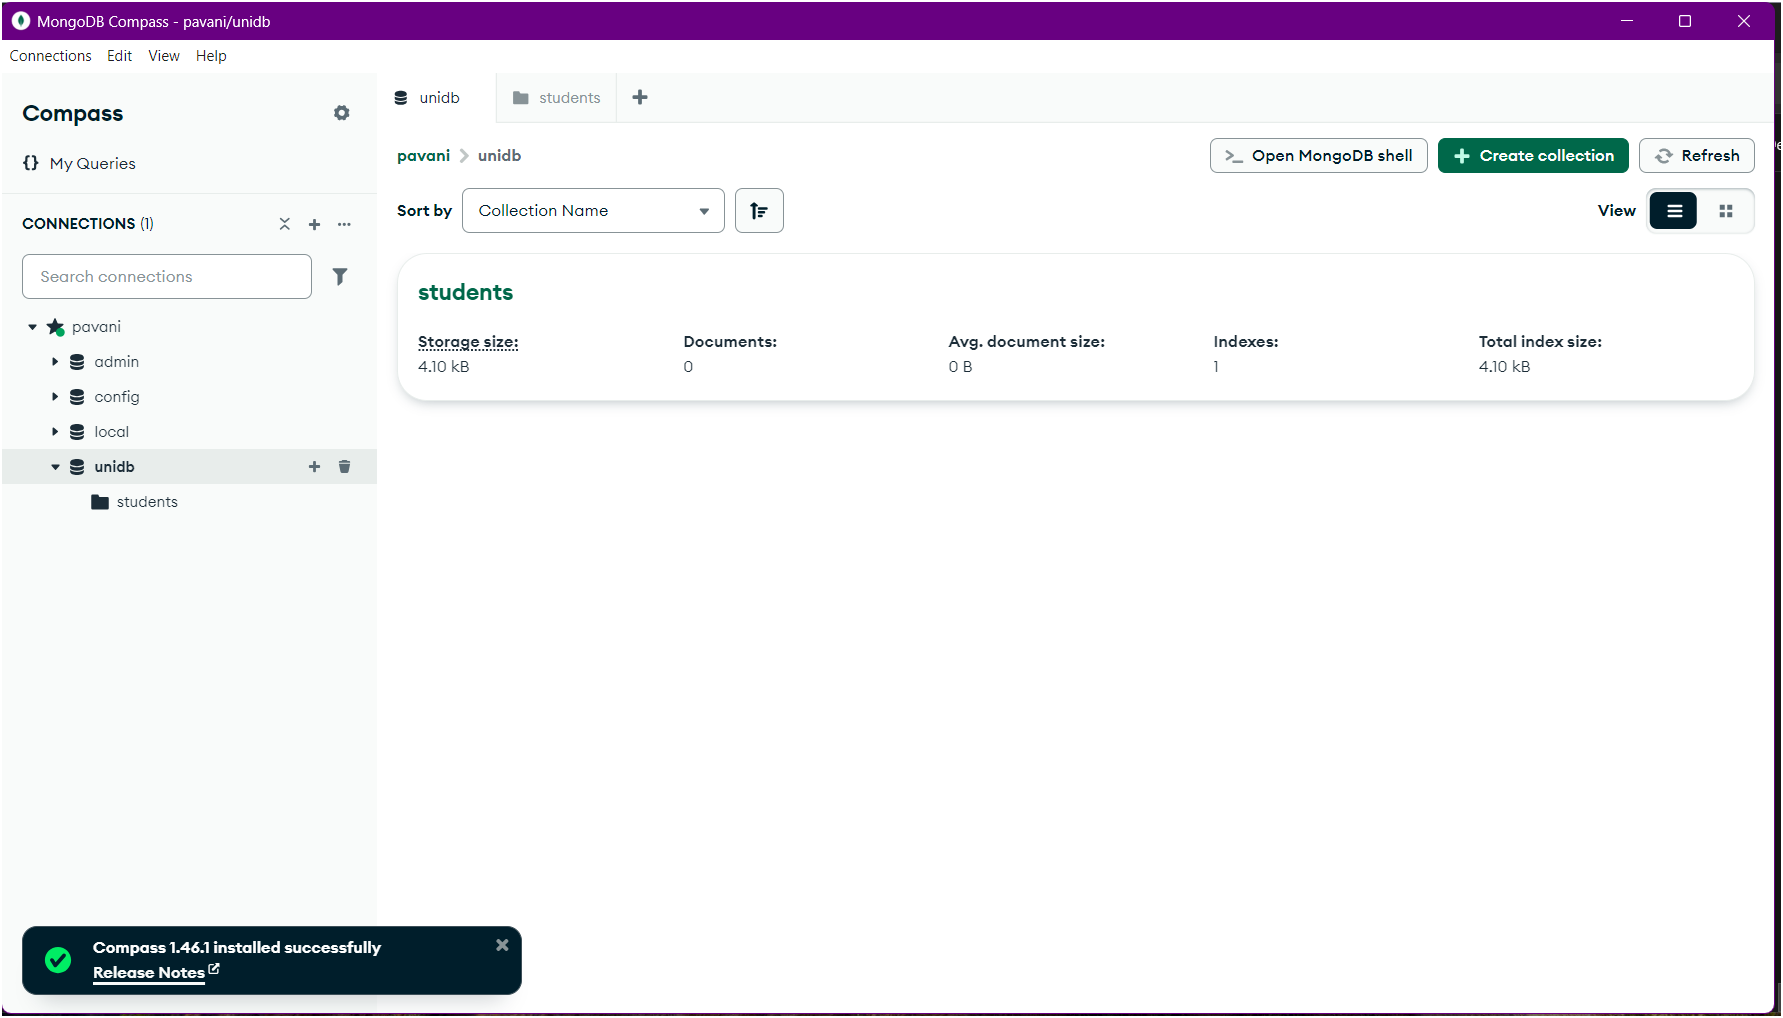 MongoDB Compass - pavani/unidb
Connections Edit View Help
Compass
{} My Queries
CONNECTIONS (1)
Search connections
pavani
admin
config
local
unidb
students
unidb students
pavani unidb
>_ Open MongoDB shell
Create collection
Refresh
Sort by Collection Name
View
students
Storage size: Documents: Avg. document size: Indexes: Total index size:
4.10 kB 0 0 B 1 4.10 kB
Compass 1.46.1 installed successfully
Release Notes